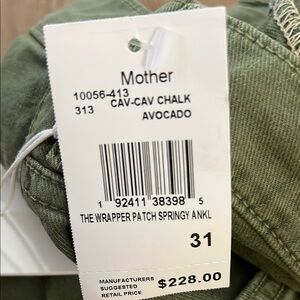 Mother
10056-413
313 CAV-CAV CHALK
AVOCADO
1 92411 38398 5
THE WRAPPER PATCH SPRINGY ANKL
31
MANUFACTURERS
SUGGESTED
RETAIL PRICE
$228.00